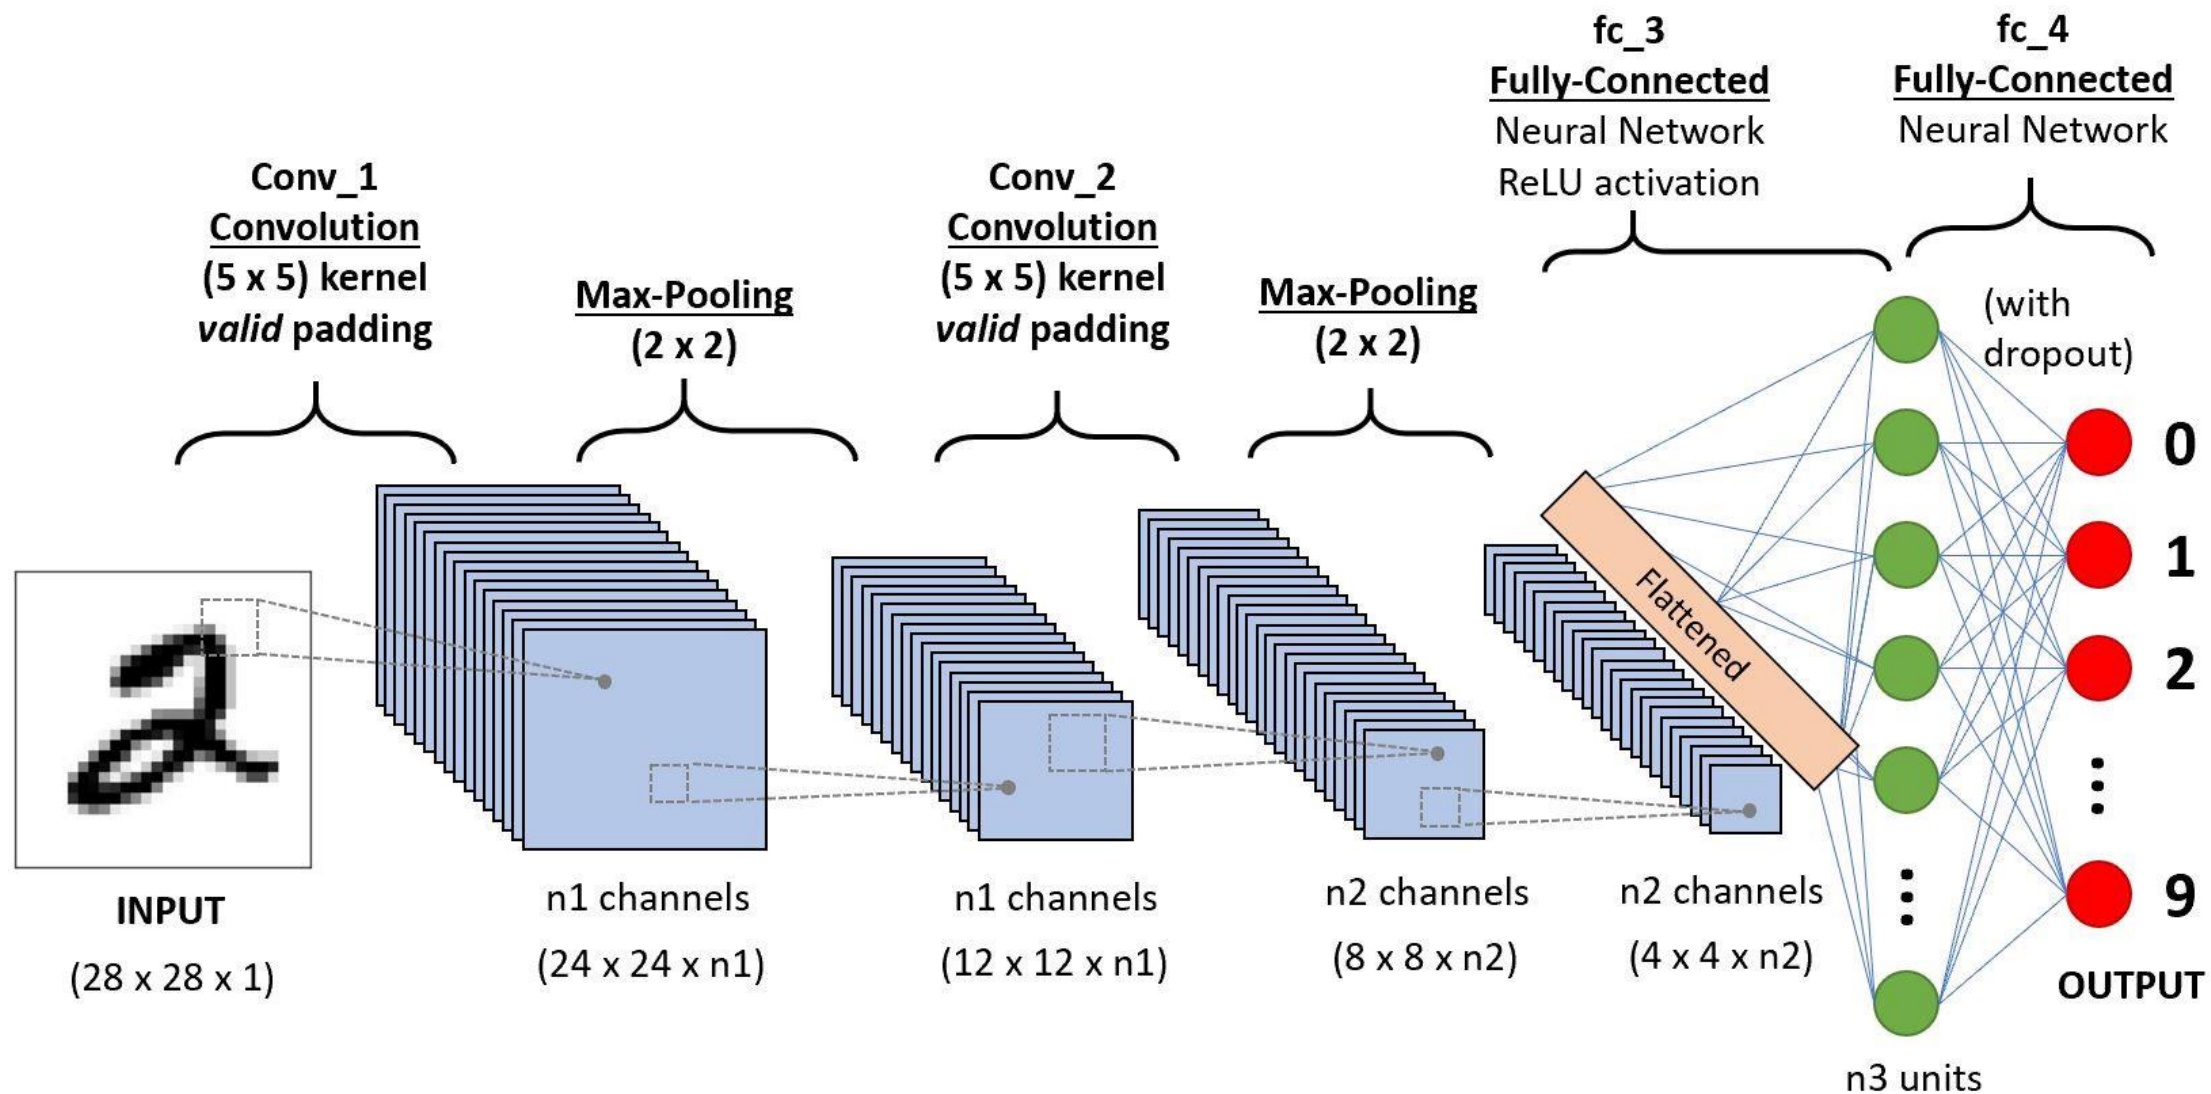 fc_3
Fully-Connected
Neural Network
ReLU activation
fc_4
Fully-Connected
Neural Network
Conv_1
Convolution
(5 x 5) kernel
valid padding
Max-Pooling
(2 x 2)
Conv_2
Convolution
(5 x 5) kernel
valid padding
Max-Pooling
(2 x 2)
(with
dropout)
Flattened
0
1
2
9
INPUT
(28 x 28 x 1)
n1 channels
(24 x 24 x n1)
n1 channels
(12 x 12 x n1)
n2 channels
(8 x 8 x n2)
n2 channels
(4 x 4 x n2)
OUTPUT
n3 units